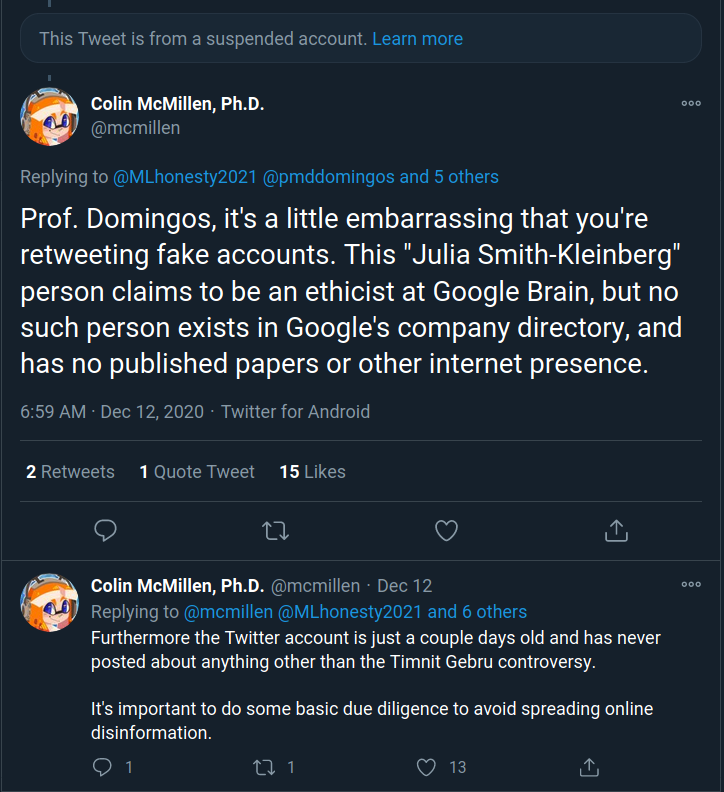 This Tweet is from a suspended account. Learn more
Colin McMillen, Ph.D.
@mcmillen
Replying to @MLhonesty2021 @pmddomingos and 5 others
Prof. Domingos, it's a little embarrassing that you're
retweeting fake accounts. This "Julia Smith-Kleinberg"
person claims to be an ethicist at Google Brain, but no
such person exists in Google's company directory, and
has no published papers or other internet presence.
6:59 AM · Dec 12, 2020 · Twitter for Android
2 Retweets 1 Quote Tweet 15 Likes
Colin McMillen, Ph.D. @mcmillen · Dec 12
Replying to @mcmillen @MLhonesty2021 and 6 others
Furthermore the Twitter account is just a couple days old and has never
posted about anything other than the Timnit Gebru controversy.
It's important to do some basic due diligence to avoid spreading online
disinformation.
1 1 13